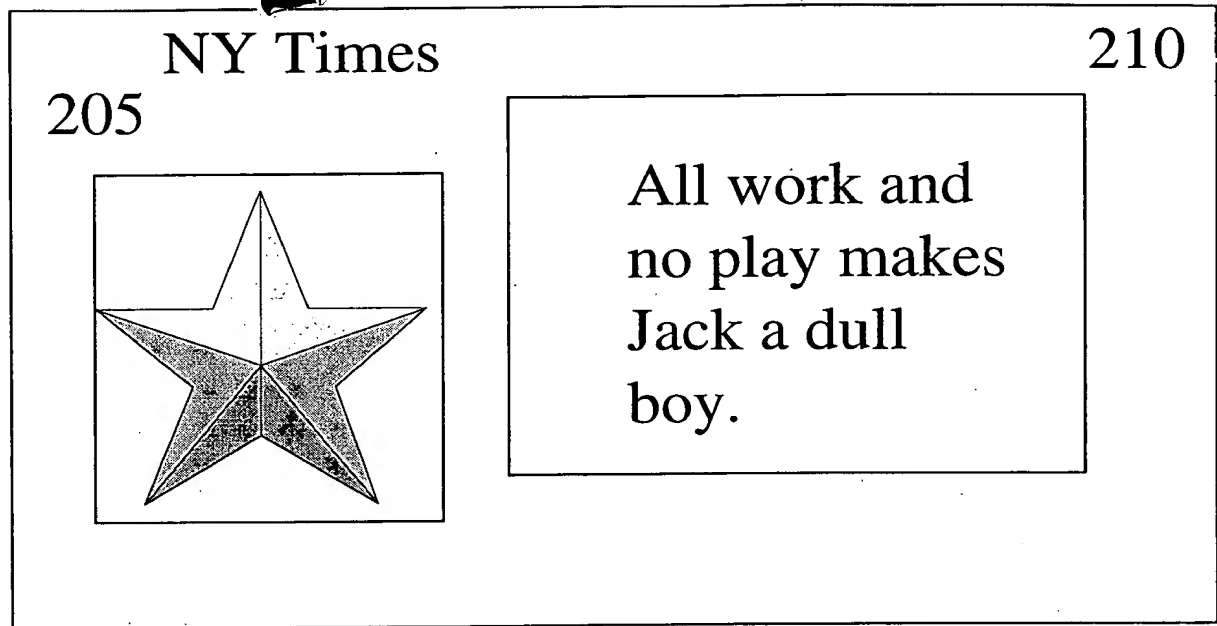 NY Times
210
205
All work and
no play makes
Jack a dull
boy.